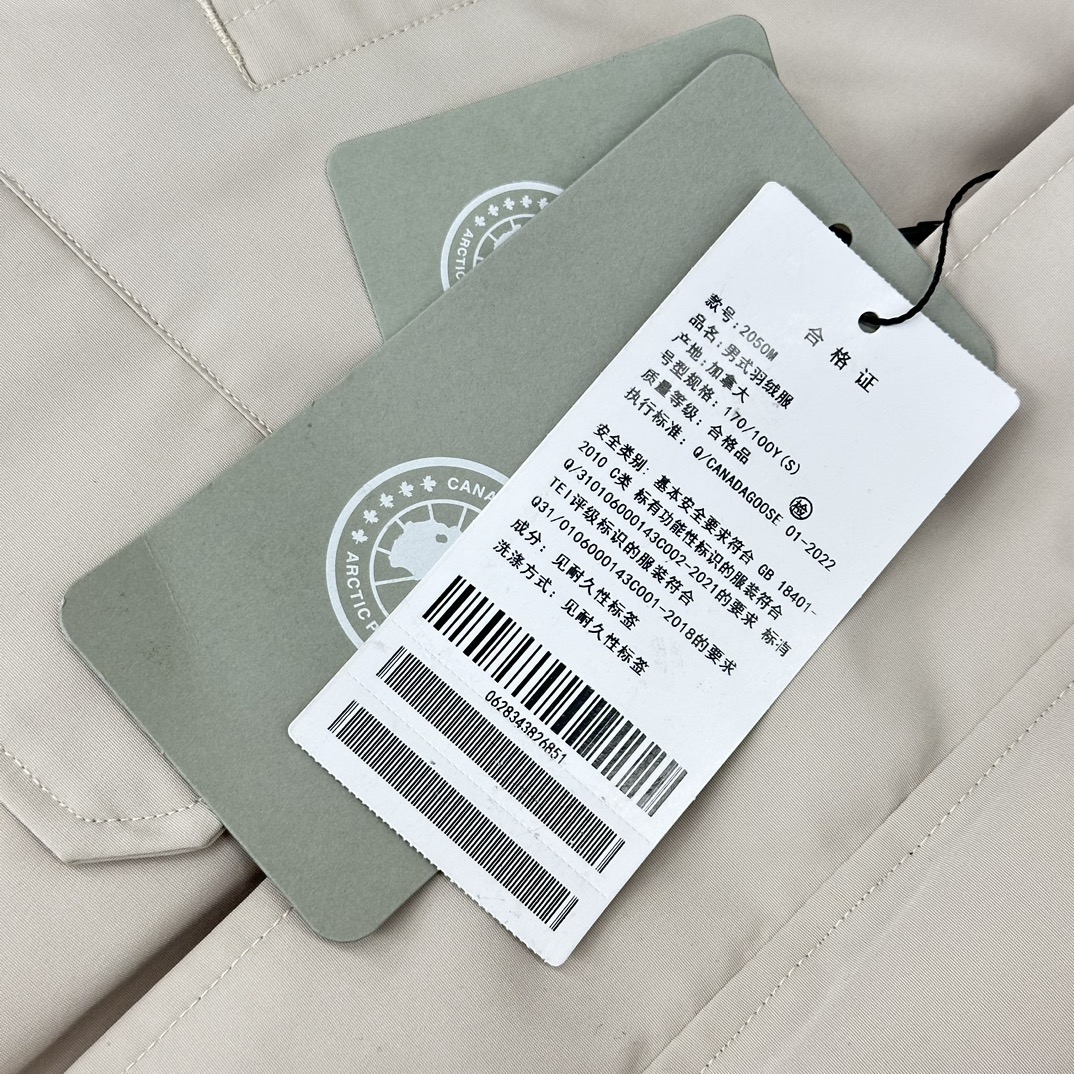 ARCTIC
CANA
ARCTIC P
合格证
款号:2050M
品名:男式羽绒服
产地:加拿大
号型规格: 170/100Y(S)
质量等级: 合格品
执行标准: Q/CANADAGOOSE 01-2022
检
安全类别: 基本安全要求符合 GB 18401-
2010 C类 标有功能性标识的服装符合
Q/310106000143C002-2021的要求 标有
TEI评级标识的服装符合
Q31/0106000143C001-2018的要求
成分: 见耐久性标签
洗涤方式: 见耐久性标签
0628343826851